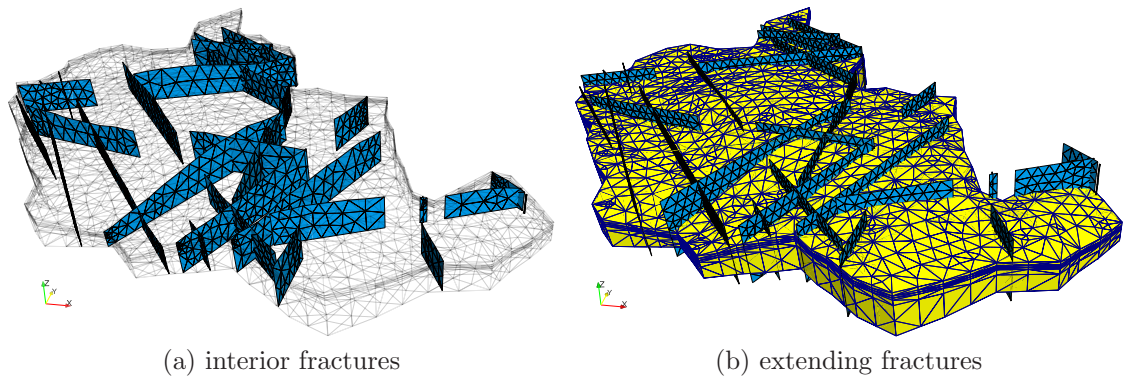 Z
Y
X
Z
Y
X
(a) interior fractures
(b) extending fractures